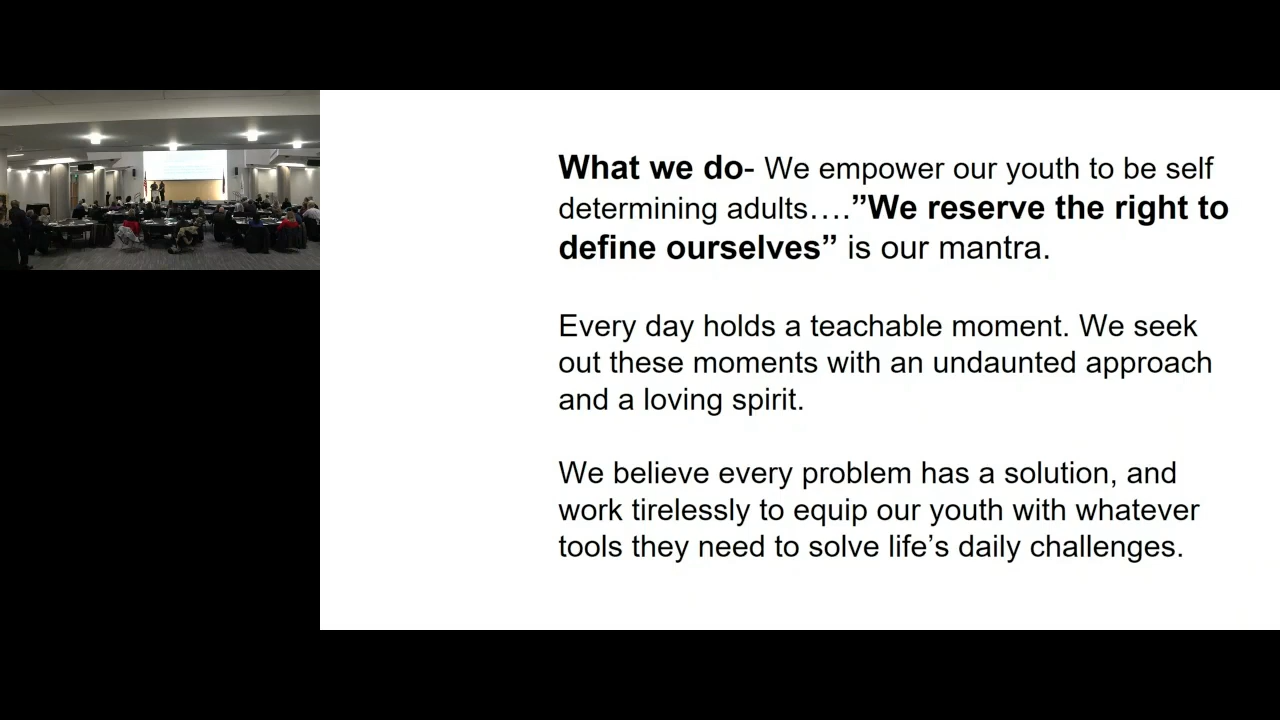 What we do- We empower our youth to be self
determining adults....”We reserve the right to
define ourselves” is our mantra.
Every day holds a teachable moment. We seek
out these moments with an undaunted approach
and a loving spirit.
We believe every problem has a solution, and
work tirelessly to equip our youth with whatever
tools they need to solve life’s daily challenges.